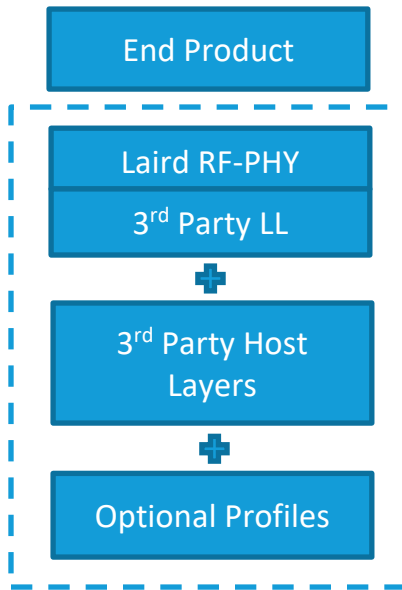 End Product
Laird RF-PHY
3rd Party LL
3rd Party Host
Layers
Optional Profiles